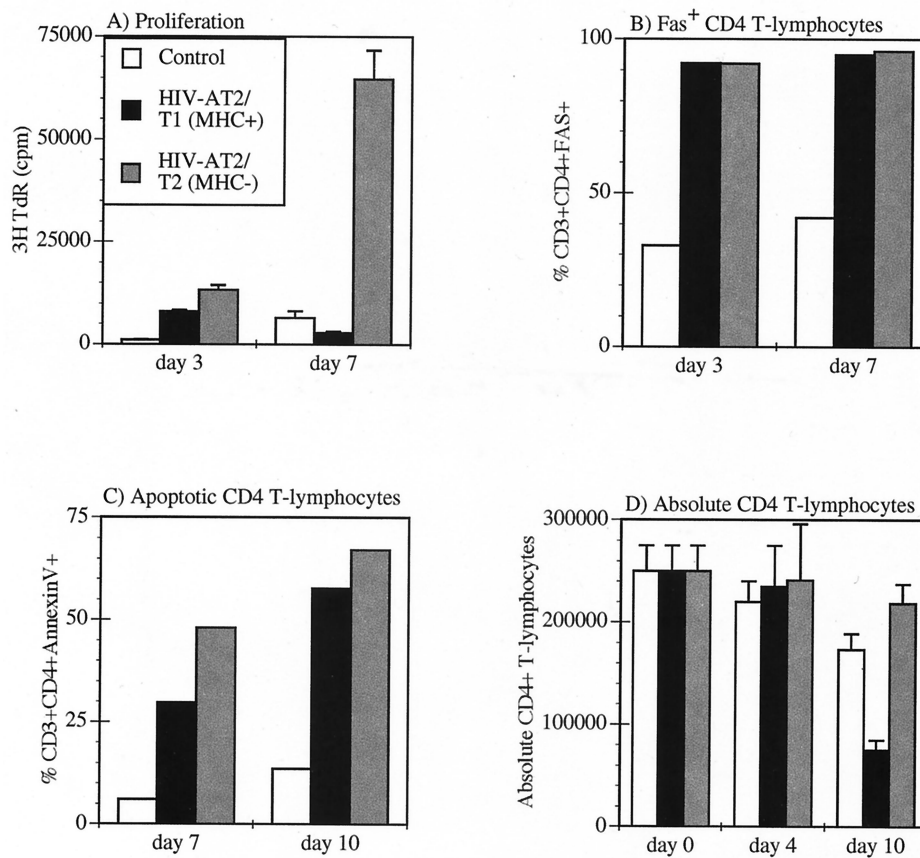 A) Proliferation
75000
50000
25000
0
3H TdR (cpm)
Control
HIV-AT2/
T1 (MHC+)
HIV-AT2/
T2 (MHC-)
day 3
day 7
B) Fas+ CD4 T-lymphocytes
100
50
0
% CD3+CD4+FAS+
day 3
day 7
C) Apoptotic CD4 T-lymphocytes
75
50
25
0
% CD3+CD4+AnnexinV+
day 7
day 10
D) Absolute CD4 T-lymphocytes
300000
200000
100000
0
Absolute CD4+ T-lymphocytes
day 0
day 4
day 10